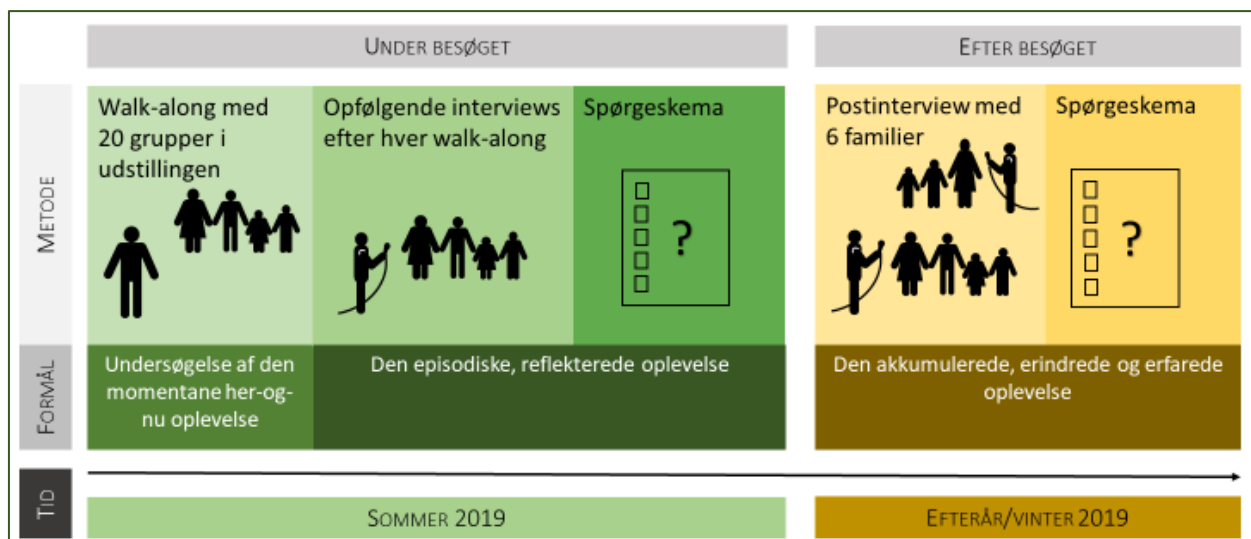 UNDER BESØGET
EFTER BESØGET
METODE
Walk-along med
20 grupper i
udstillingen
Opfølgende interviews
efter hver walk-along
Spørgeskema
?
Postinterview med
6 familier
Spørgeskema
?
FORMÅL
Undersøgelse af den
momentane her-og-
nu oplevelse
Den episodiske, reflekterede oplevelse
Den akkumulerede, erindrede og erfarede
oplevelse
TID
SOMMER 2019
EFTERÅR/VINTER 2019